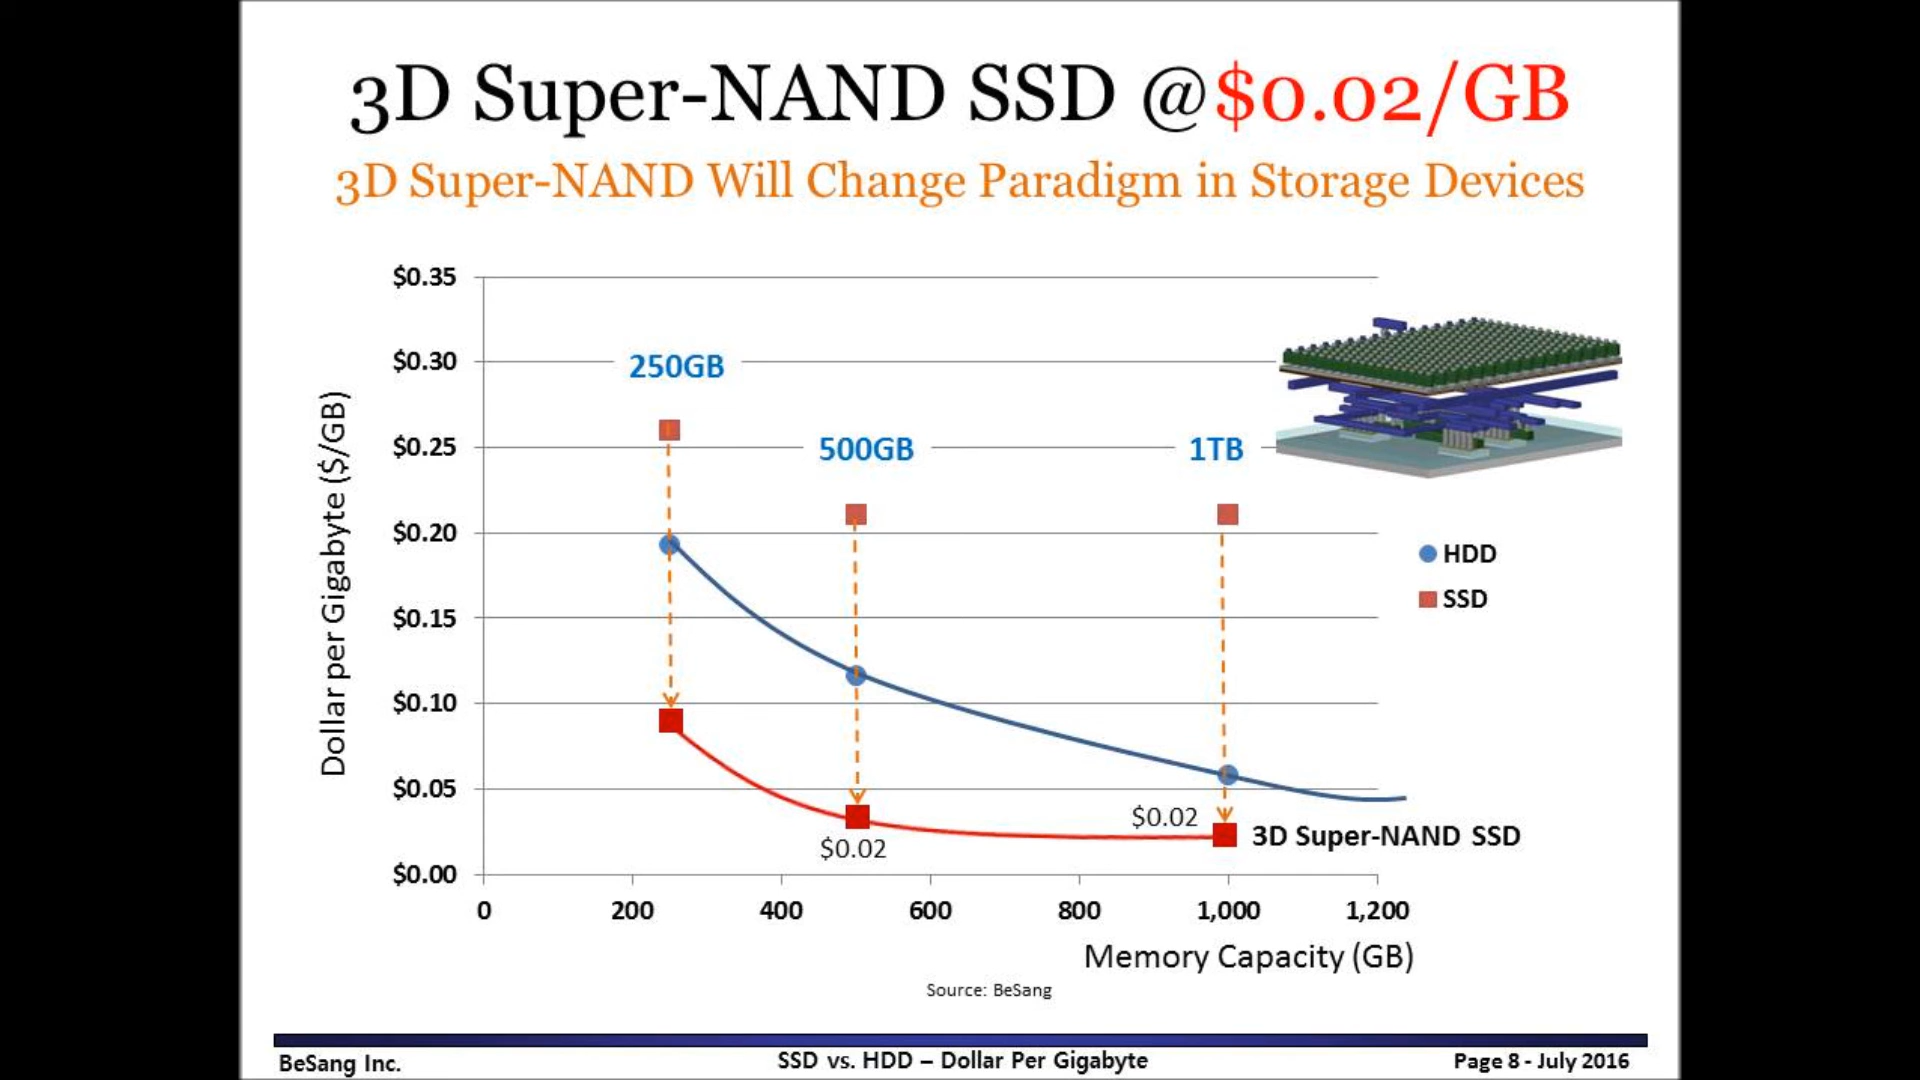 3D Super-NAND SSD @$0.02/GB
3D Super-NAND Will Change Paradigm in Storage Devices
$0.35
$0.30
$0.25
$0.20
$0.15
$0.10
$0.05
$0.00
Dollar per Gigabyte ($/GB)
250GB
500GB
1TB
HDD
SSD
$0.02
$0.02
3D Super-NAND SSD
0 200 400 600 800 1,000 1,200
Memory Capacity (GB)
Source: BeSang
BeSang Inc. SSD vs. HDD – Dollar Per Gigabyte Page 8 - July 2016